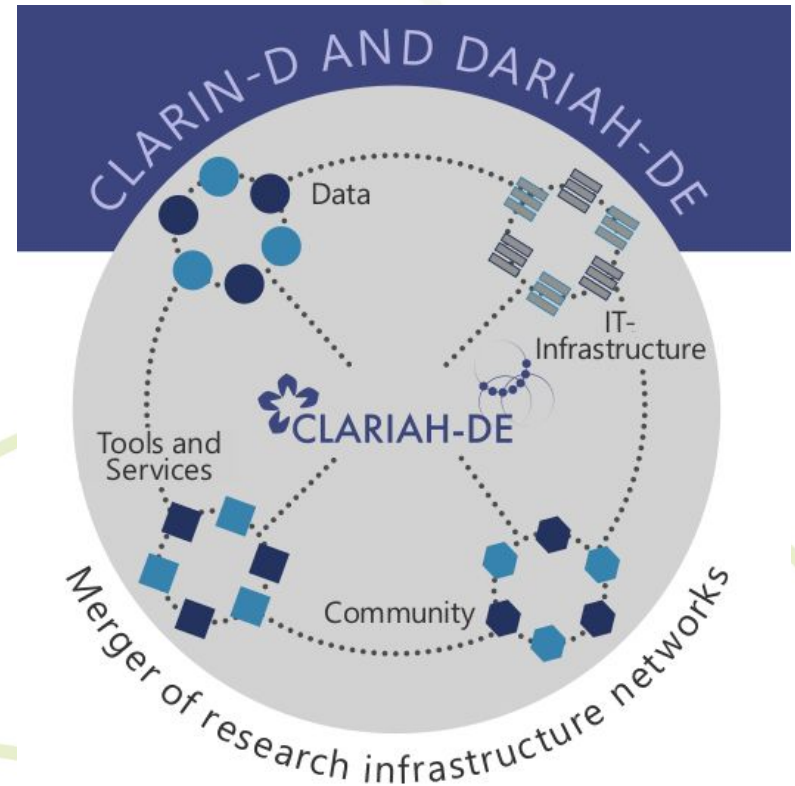 CLARIN-D AND DARIAH-DE
Data
IT-
Infrastructure
CLARIAH-DE
Tools and
Services
Community
Merger of research infrastructure networks